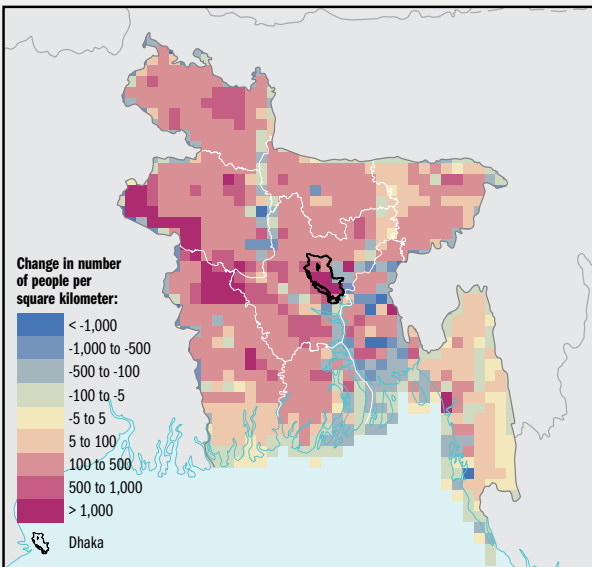 Change in number
of people per
square kilometer:
< -1,000
-1,000 to -500
-500 to -100
-100 to -5
-5 to 5
5 to 100
100 to 500
500 to 1,000
> 1,000
Dhaka